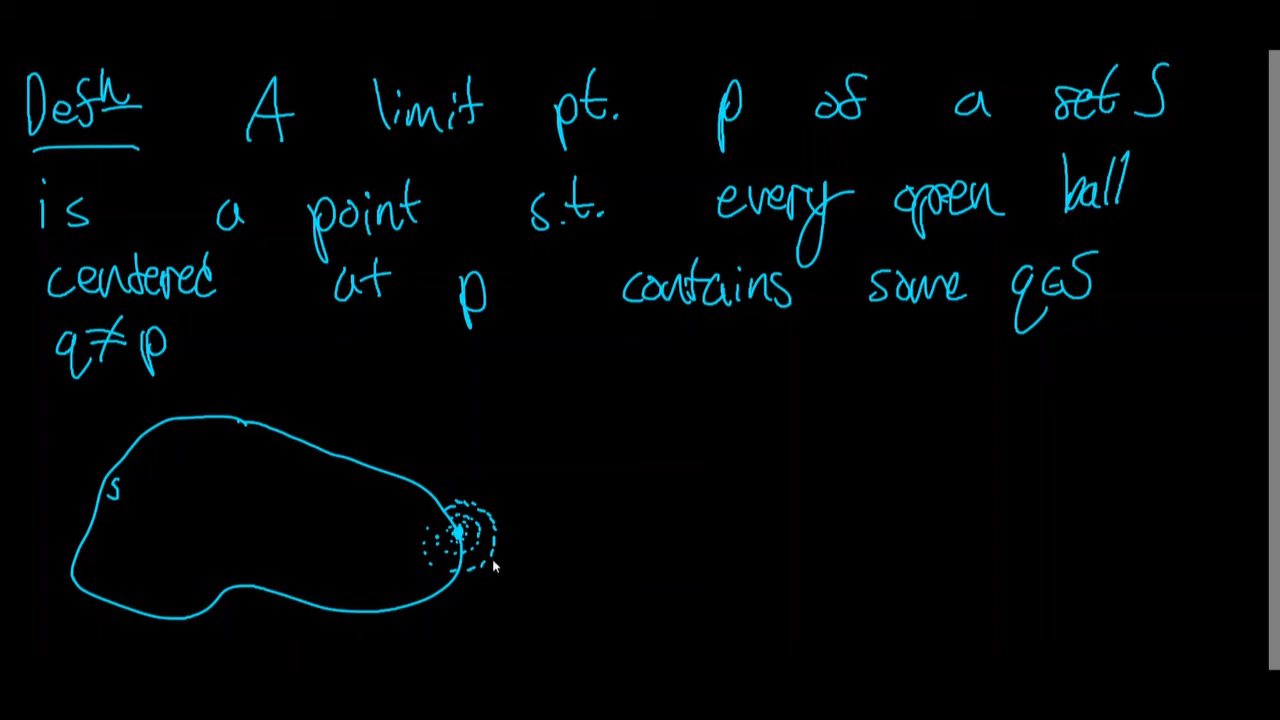 Defn A limit pt. p of a set S
is a point s.t. every open ball
centered at p contains some q∈S
q≠p
S